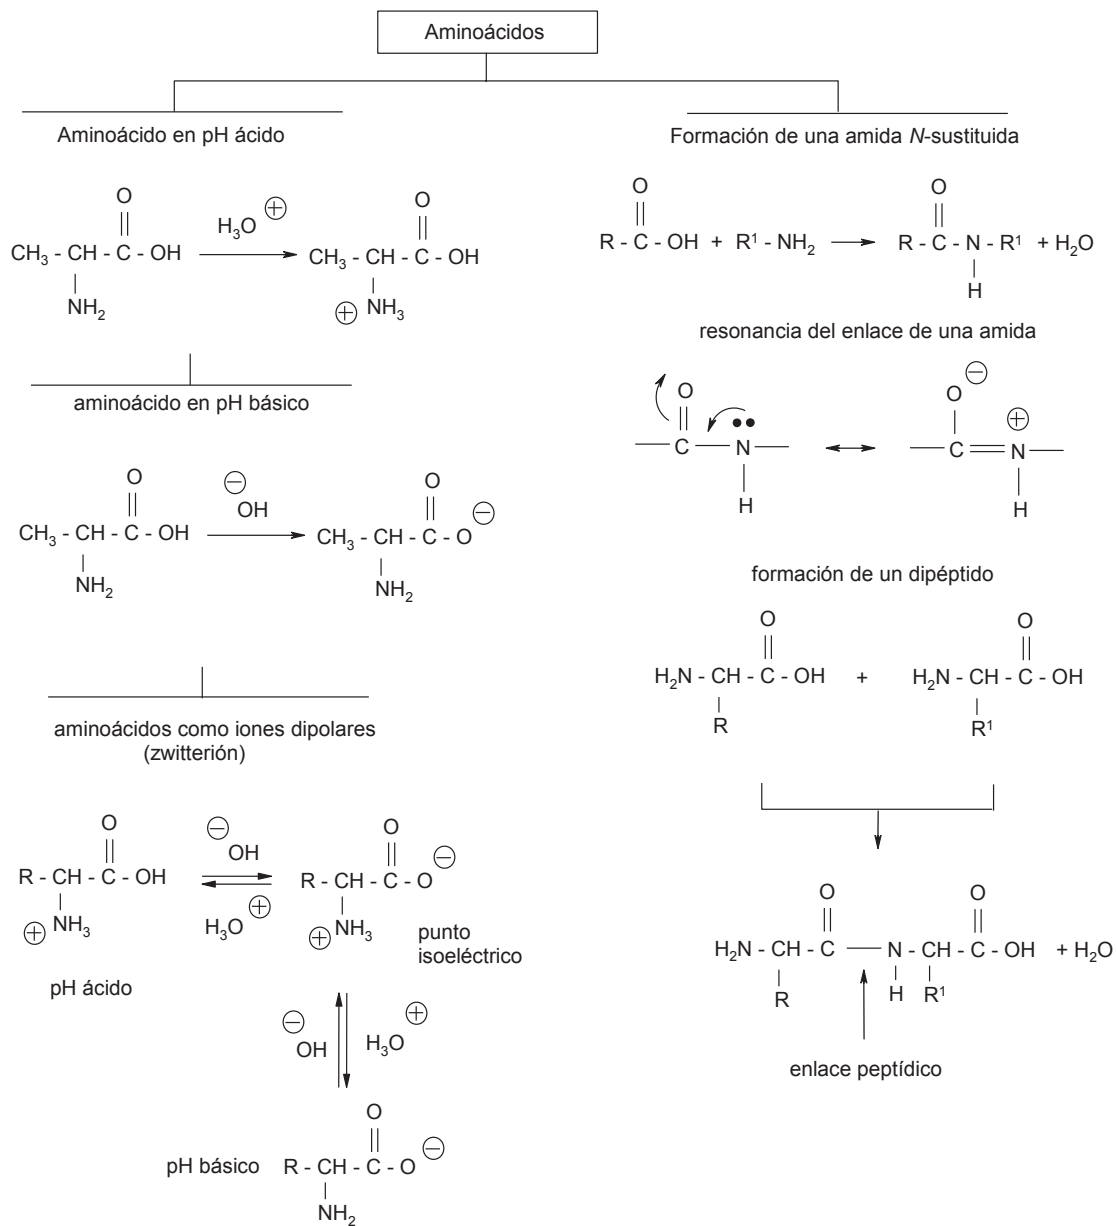 Aminoácidos
Aminoácido en pH ácido
O
CH₃ - CH - C - OH
NH₂
H₃O ⊕
O
CH₃ - CH - C - OH
⊕ NH₃
aminoácido en pH básico
O
CH₃ - CH - C - OH
NH₂
⊖
OH
O
CH₃ - CH - C - O ⊖
NH₂
aminoácidos como iones dipolares
(zwitterión)
O
R - CH - C - OH
⊕ NH₃
pH ácido
⊖
OH
H₃O ⊕
O
R - CH - C - O ⊖
⊕ NH₃
punto
isoeléctrico
⊖
OH
H₃O ⊕
pH básico
O
R - CH - C - O ⊖
NH₂
Formación de una amida N-sustituida
O O
R - C - OH + R¹ - NH₂ R - C - N - R¹ + H₂O
H
resonancia del enlace de una amida
O
C N
H
O ⊖
C N ⊕
H
formación de un dipéptido
O O
H₂N - CH - C - OH + H₂N - CH - C - OH
R R¹
O O
H₂N - CH - C — N - CH - C - OH + H₂O
R H R¹
enlace peptídico